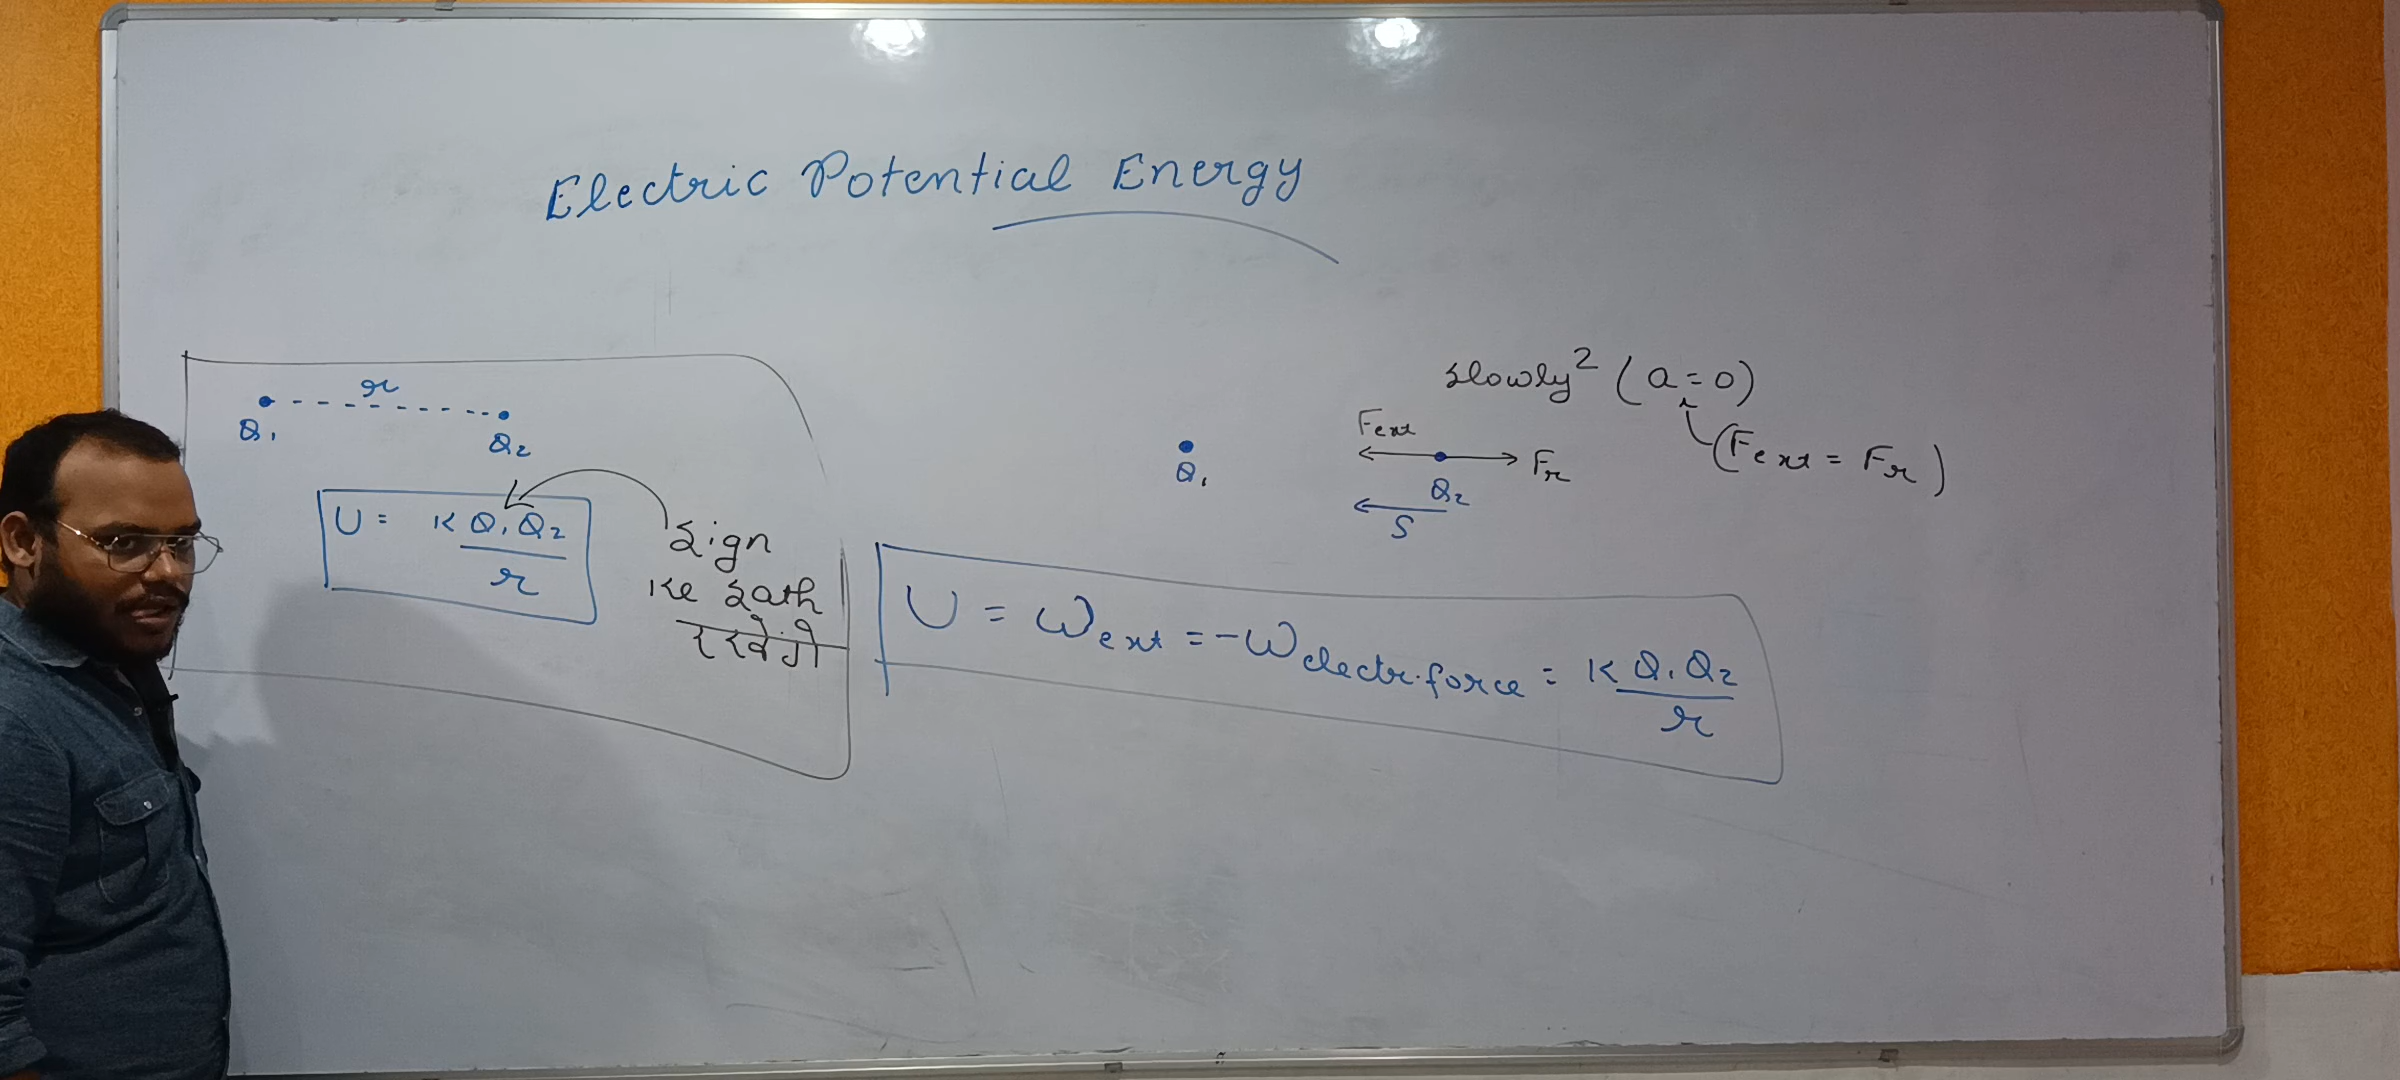 Electric Potential Energy
r
Q1 Q2
U = KQ1Q2/r
Sign
Ke Sath
रखेंगे
slowly² (a = 0)
(Fext = Fr)
Fext Fr
Q1 Q2
S
U = Wext = -Welectr.force = KQ1Q2/r